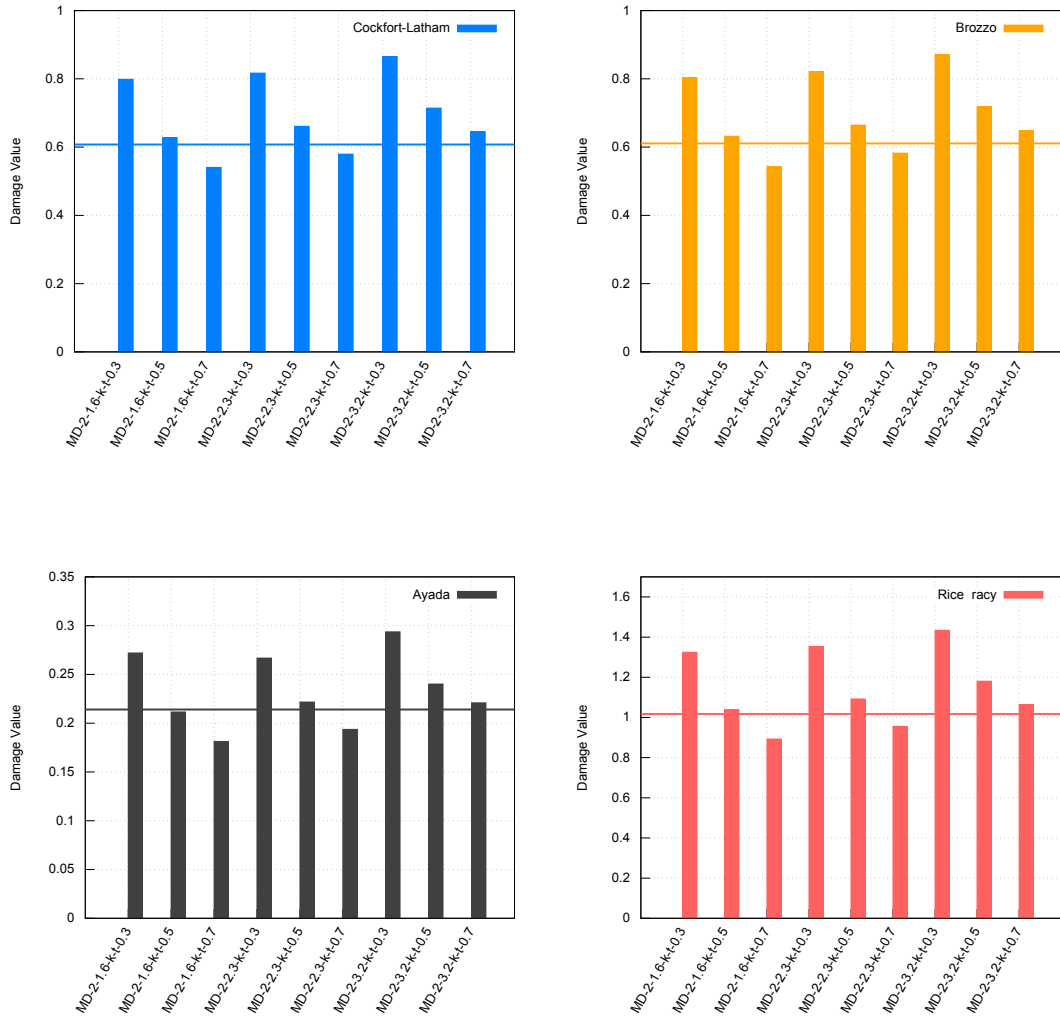 Cockfort-Latham
Damage Value
1
0.8
0.6
0.4
0.2
0
MD-2-1.6-k-t-0.3
MD-2-1.6-k-t-0.5
MD-2-1.6-k-t-0.7
MD-2-2.3-k-t-0.3
MD-2-2.3-k-t-0.5
MD-2-2.3-k-t-0.7
MD-2-3.2-k-t-0.3
MD-2-3.2-k-t-0.5
MD-2-3.2-k-t-0.7
Brozzo
Damage Value
1
0.8
0.6
0.4
0.2
0
MD-2-1.6-k-t-0.3
MD-2-1.6-k-t-0.5
MD-2-1.6-k-t-0.7
MD-2-2.3-k-t-0.3
MD-2-2.3-k-t-0.5
MD-2-2.3-k-t-0.7
MD-2-3.2-k-t-0.3
MD-2-3.2-k-t-0.5
MD-2-3.2-k-t-0.7
Ayada
Damage Value
0.35
0.3
0.25
0.2
0.15
0.1
0.05
0
MD-2-1.6-k-t-0.3
MD-2-1.6-k-t-0.5
MD-2-1.6-k-t-0.7
MD-2-2.3-k-t-0.3
MD-2-2.3-k-t-0.5
MD-2-2.3-k-t-0.7
MD-2-3.2-k-t-0.3
MD-2-3.2-k-t-0.5
MD-2-3.2-k-t-0.7
Rice racy
Damage Value
1.6
1.4
1.2
1
0.8
0.6
0.4
0.2
0
MD-2-1.6-k-t-0.3
MD-2-1.6-k-t-0.5
MD-2-1.6-k-t-0.7
MD-2-2.3-k-t-0.3
MD-2-2.3-k-t-0.5
MD-2-2.3-k-t-0.7
MD-2-3.2-k-t-0.3
MD-2-3.2-k-t-0.5
MD-2-3.2-k-t-0.7